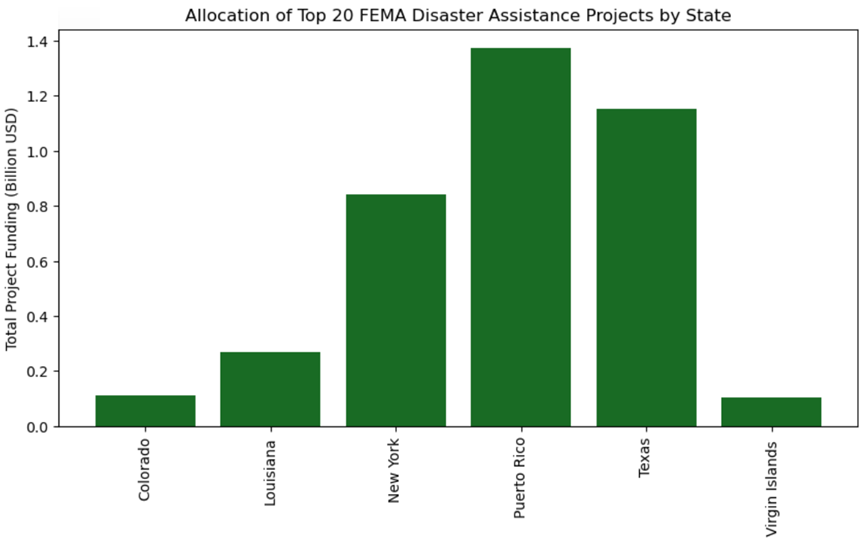 Allocation of Top 20 FEMA Disaster Assistance Projects by State
Total Project Funding (Billion USD)
1.4
1.2
1.0
0.8
0.6
0.4
0.2
0.0
Colorado
Louisiana
New York
Puerto Rico
Texas
Virgin Islands